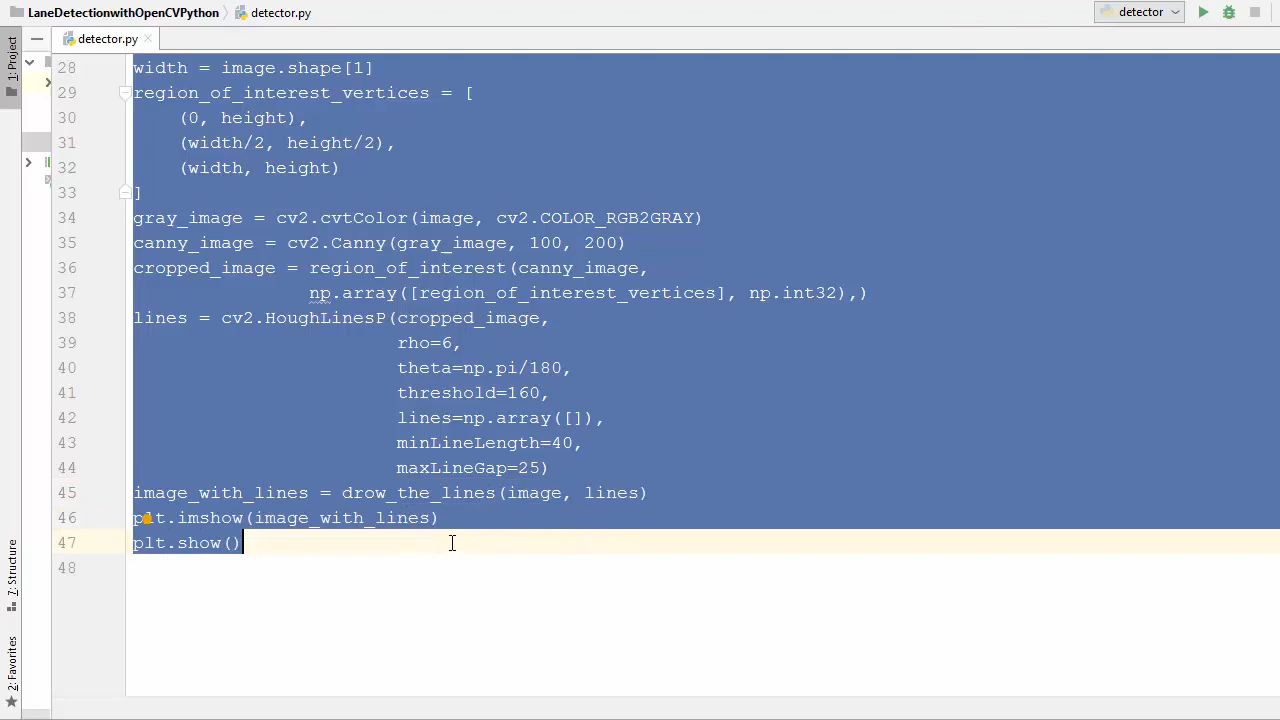 LaneDetectionwithOpenCVPython detector.py detector
detector.py
1: Project
7: Structure
2: Favorites
28 width = image.shape[1]
29 region_of_interest_vertices = [
30 (0, height),
31 (width/2, height/2),
32 (width, height)
33 ]
34 gray_image = cv2.cvtColor(image, cv2.COLOR_RGB2GRAY)
35 canny_image = cv2.Canny(gray_image, 100, 200)
36 cropped_image = region_of_interest(canny_image,
37 np.array([region_of_interest_vertices], np.int32),)
38 lines = cv2.HoughLinesP(cropped_image,
39 rho=6,
40 theta=np.pi/180,
41 threshold=160,
42 lines=np.array([]),
43 minLineLength=40,
44 maxLineGap=25)
45 image_with_lines = drow_the_lines(image, lines)
46 plt.imshow(image_with_lines)
47 plt.show()
48